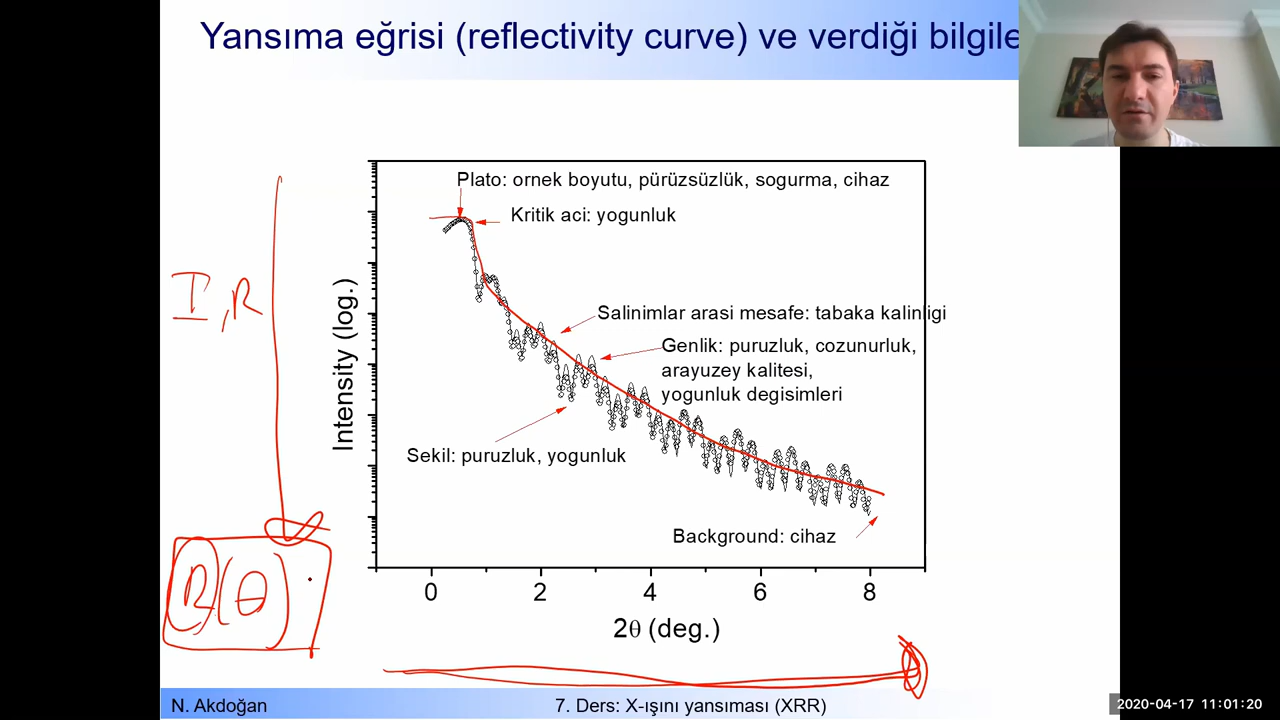 Yansıma eğrisi (reflectivity curve) ve verdiği bilgile
Plato: ornek boyutu, pürüzsüzlük, sogurma, cihaz
Kritik aci: yogunluk
I, R
Intensity (log.)
Salinimlar arasi mesafe: tabaka kalinligi
Genlik: puruzluk, cozunurluk,
arayuzey kalitesi,
yogunluk degisimleri
Sekil: puruzluk, yogunluk
Background: cihaz
R(θ)
0 2 4 6 8
2θ (deg.)
N. Akdoğan
7. Ders: X-ışını yansıması (XRR)
2020-04-17 11:01:20